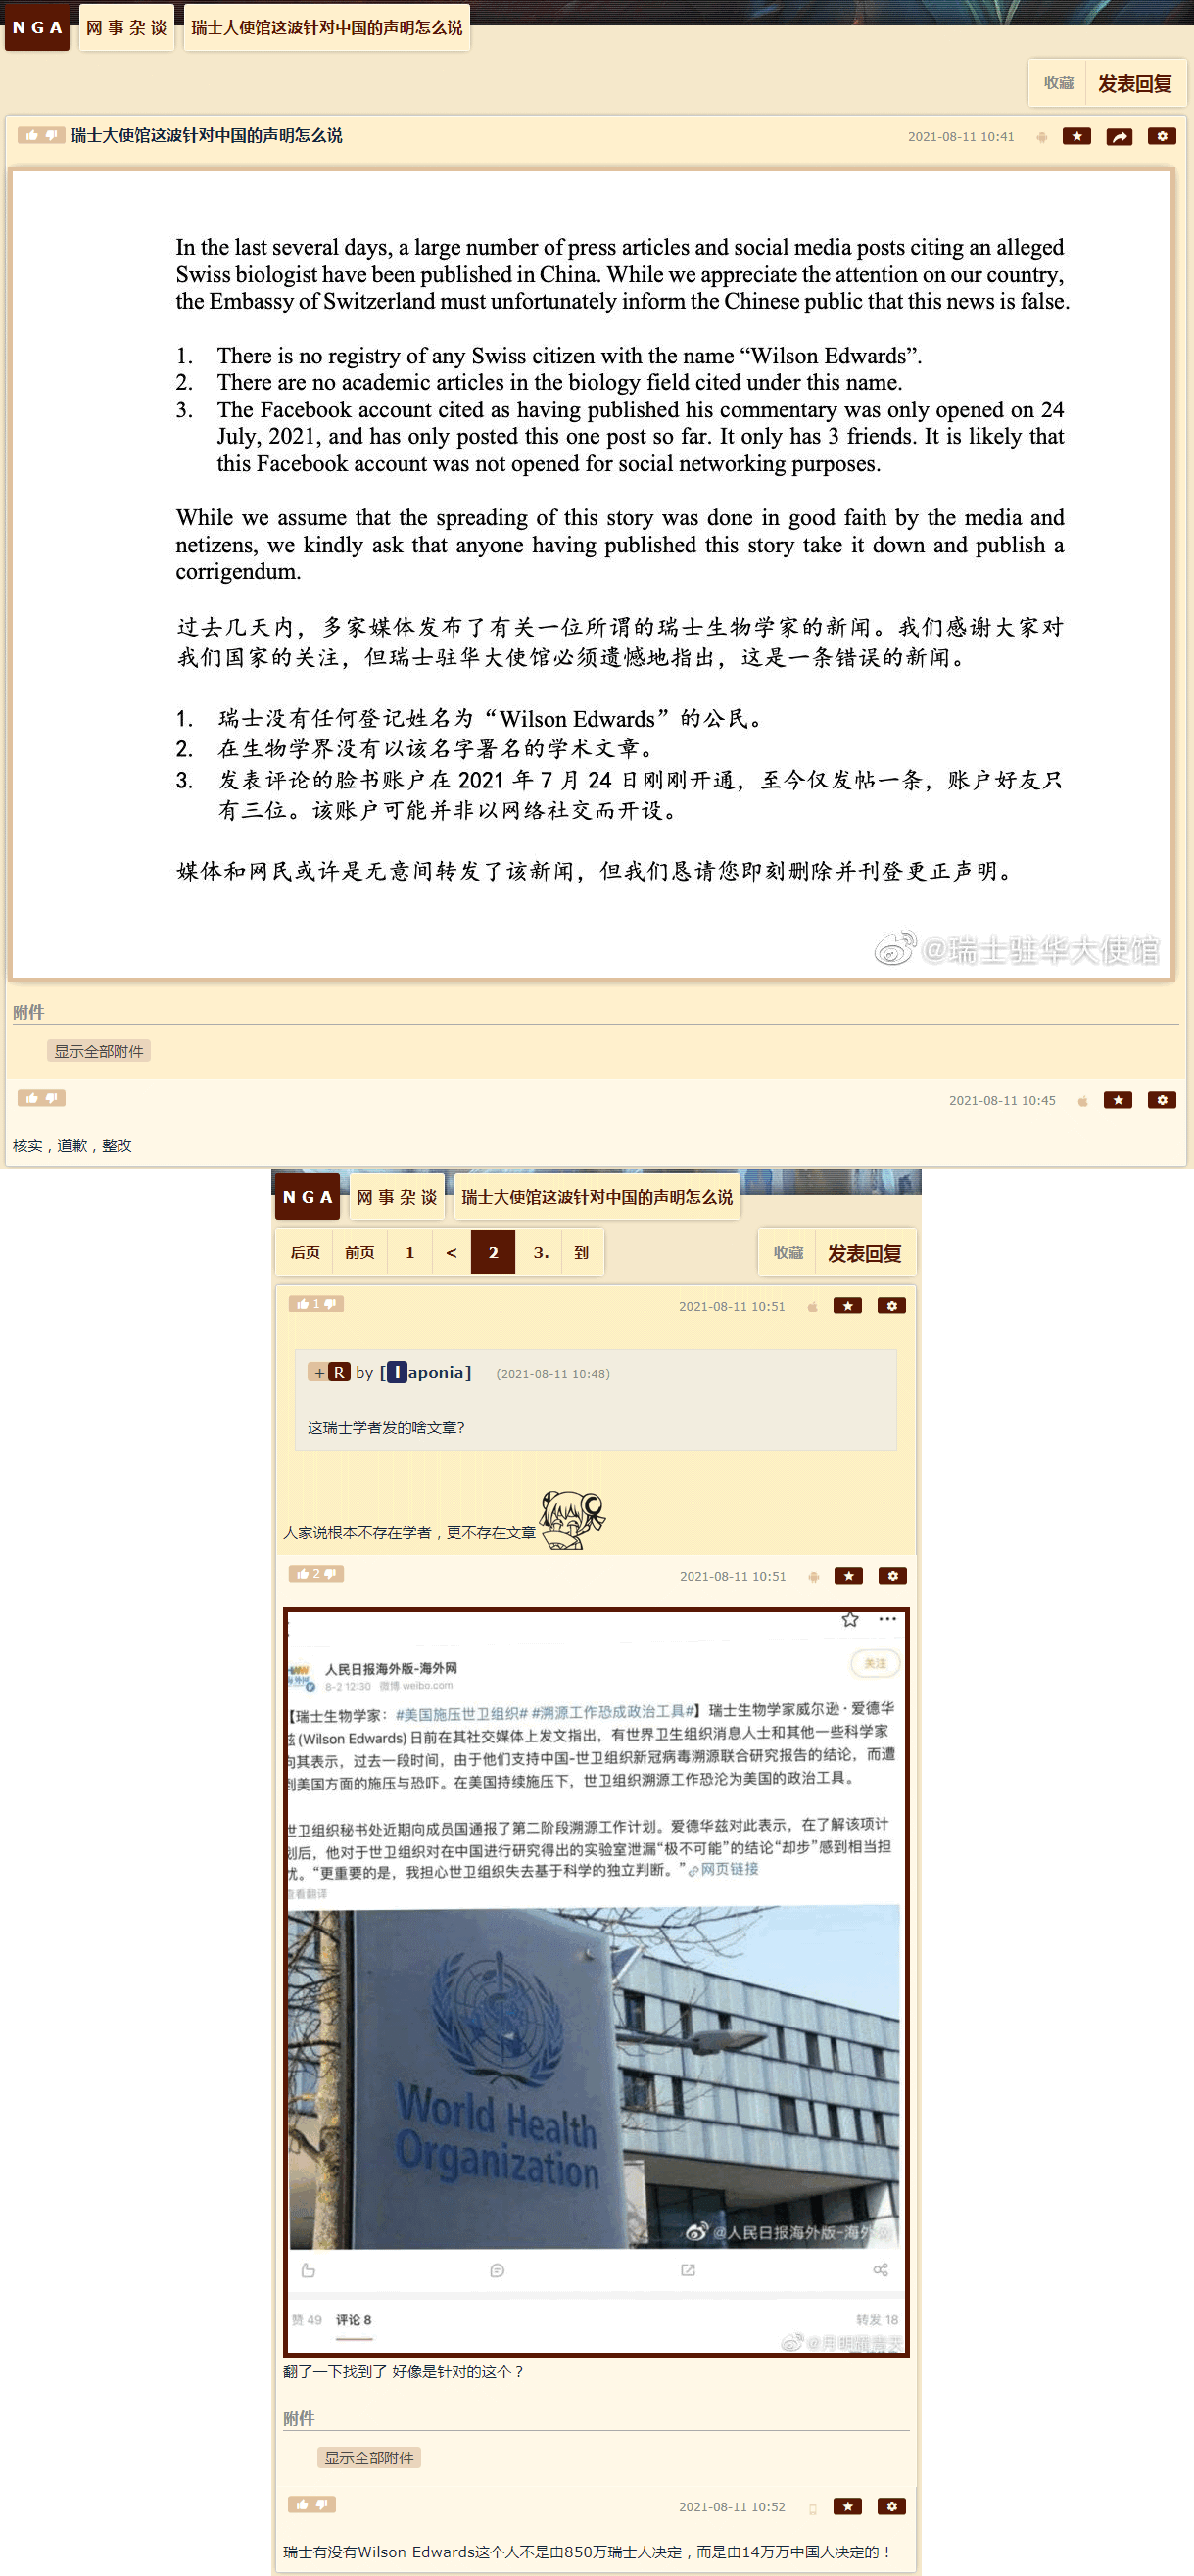 NGA 网事杂谈 瑞士大使馆这波针对中国的声明怎么说
收藏 发表回复
瑞士大使馆这波针对中国的声明怎么说 2021-08-11 10:41
In the last several days, a large number of press articles and social media posts citing an alleged
Swiss biologist have been published in China. While we appreciate the attention on our country,
the Embassy of Switzerland must unfortunately inform the Chinese public that this news is false.
1. There is no registry of any Swiss citizen with the name “Wilson Edwards”.
2. There are no academic articles in the biology field cited under this name.
3. The Facebook account cited as having published his commentary was only opened on 24
July, 2021, and has only posted this one post so far. It only has 3 friends. It is likely that
this Facebook account was not opened for social networking purposes.
While we assume that the spreading of this story was done in good faith by the media and
netizens, we kindly ask that anyone having published this story take it down and publish a
corrigendum.
过去几天内，多家媒体发布了有关一位所谓的瑞士生物学家的新闻。我们感谢大家对
我们国家的关注，但瑞士驻华大使馆必须遗憾地指出，这是一条错误的新闻。
1. 瑞士没有任何登记姓名为“Wilson Edwards”的公民。
2. 在生物学界没有以该名字署名的学术文章。
3. 发表评论的脸书账户在 2021 年 7 月 24 日刚刚开通，至今仅发帖一条，账户好友只
有三位。该账户可能并非以网络社交而开设。
媒体和网民或许是无意间转发了该新闻，但我们恳请您即刻删除并刊登更正声明。
@瑞士驻华大使馆
附件
显示全部附件
2021-08-11 10:45
核实，道歉，整改
NGA 网事杂谈 瑞士大使馆这波针对中国的声明怎么说
后页 前页 1 < 2 3. 到 收藏 发表回复
1 2021-08-11 10:51
+ R by [Iaponia] (2021-08-11 10:48)
这瑞士学者发的啥文章?
人家说根本不存在学者，更不存在文章
2 2021-08-11 10:51
人民日报海外版-海外网 关注
8-2 12:30 微博 weibo.com
【瑞士生物学家：#美国施压世卫组织# #溯源工作恐成政治工具#】瑞士生物学家威尔逊·爱德华
兹(Wilson Edwards)日前在其社交媒体上发文指出，有世界卫生组织消息人士和其他一些科学家
向其表示，过去一段时间，由于他们支持中国-世卫组织新冠病毒溯源联合研究报告的结论，而遭
到美国方面的施压与恐吓。在美国持续施压下，世卫组织溯源工作恐沦为美国的政治工具。
世卫组织秘书处近期向成员国通报了第二阶段溯源工作计划。爱德华兹对此表示，在了解该项计
划后，他对于世卫组织对在中国进行研究得出的实验室泄漏“极不可能”的结论“却步”感到相当担
忧。“更重要的是，我担心世卫组织失去基于科学的独立判断。”网页链接
查看翻译
World Health
Organization
@人民日报海外版-海外
赞 49 评论 8 转发 18
翻了一下找到了 好像是针对的这个？
附件
显示全部附件
2021-08-11 10:52
瑞士有没有Wilson Edwards这个人不是由850万瑞士人决定，而是由14万万中国人决定的！